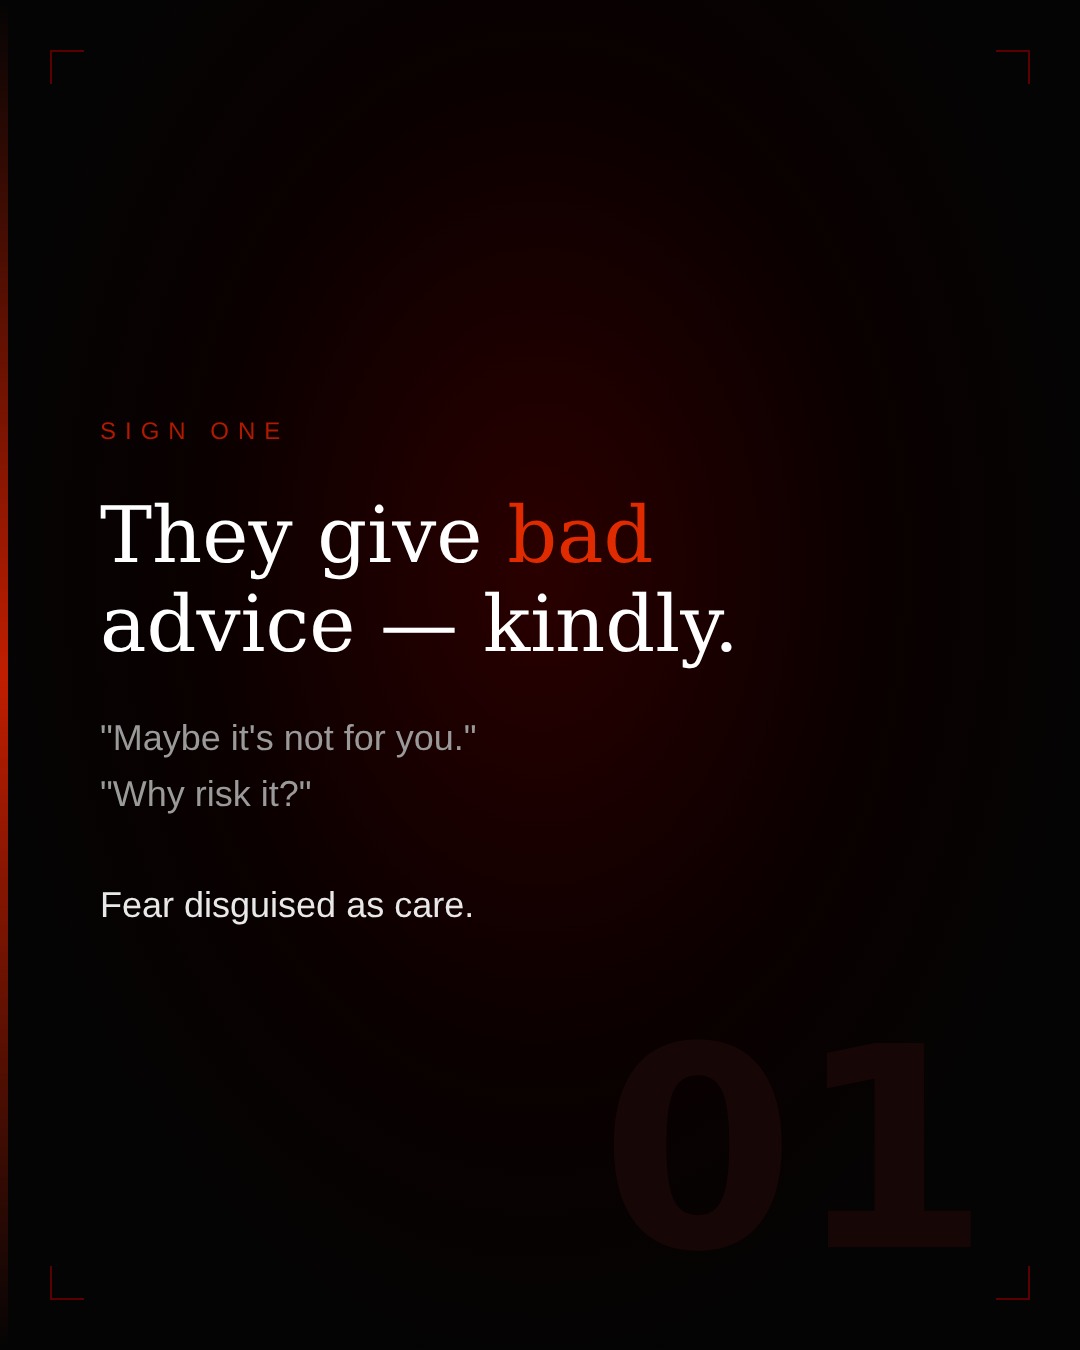 SIGN ONE
They give bad
advice — kindly.
"Maybe it's not for you."
"Why risk it?"
Fear disguised as care.
01